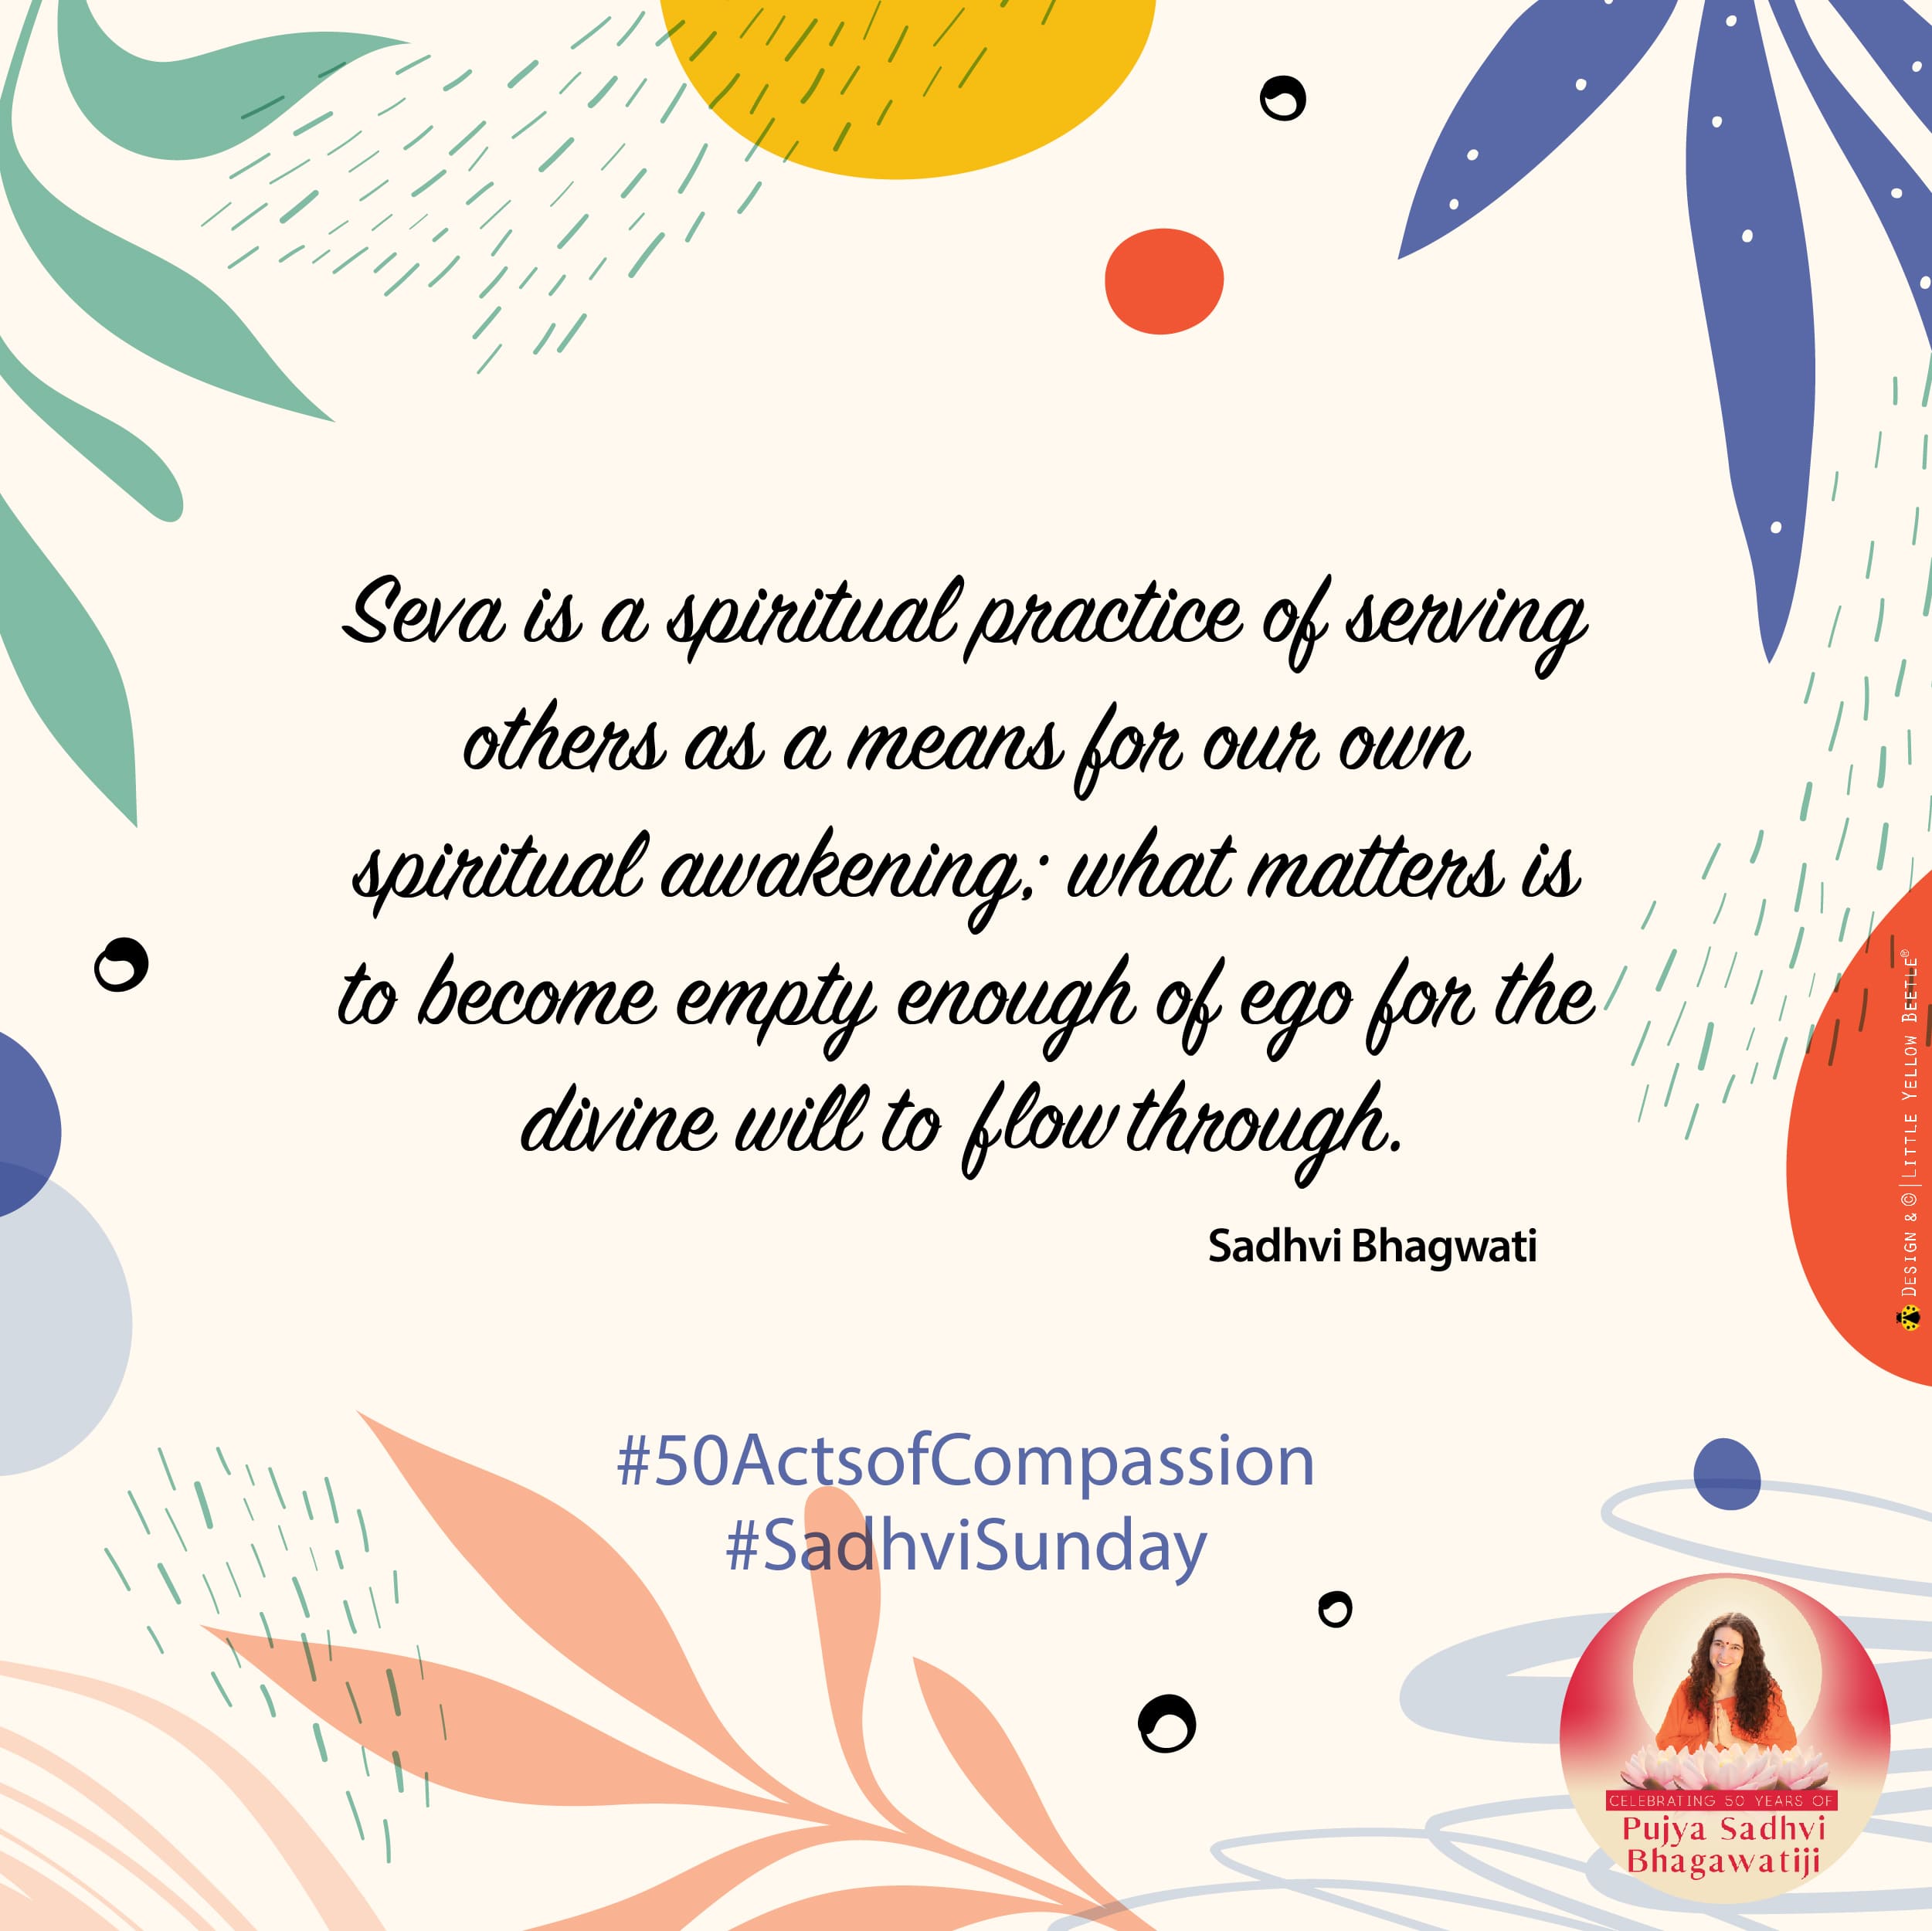 Seva is a spiritual practice of serving
others as a means for our own
spiritual awakening; what matters is
to become empty enough of ego for the
divine will to flow through.
Sadhvi Bhagwati
#50ActsofCompassion
#SadhviSunday
CELEBRATING 50 YEARS OF
Pujya Sadhvi
Bhagawatiji
DESIGN & © | LITTLE YELLOW BEETLE®